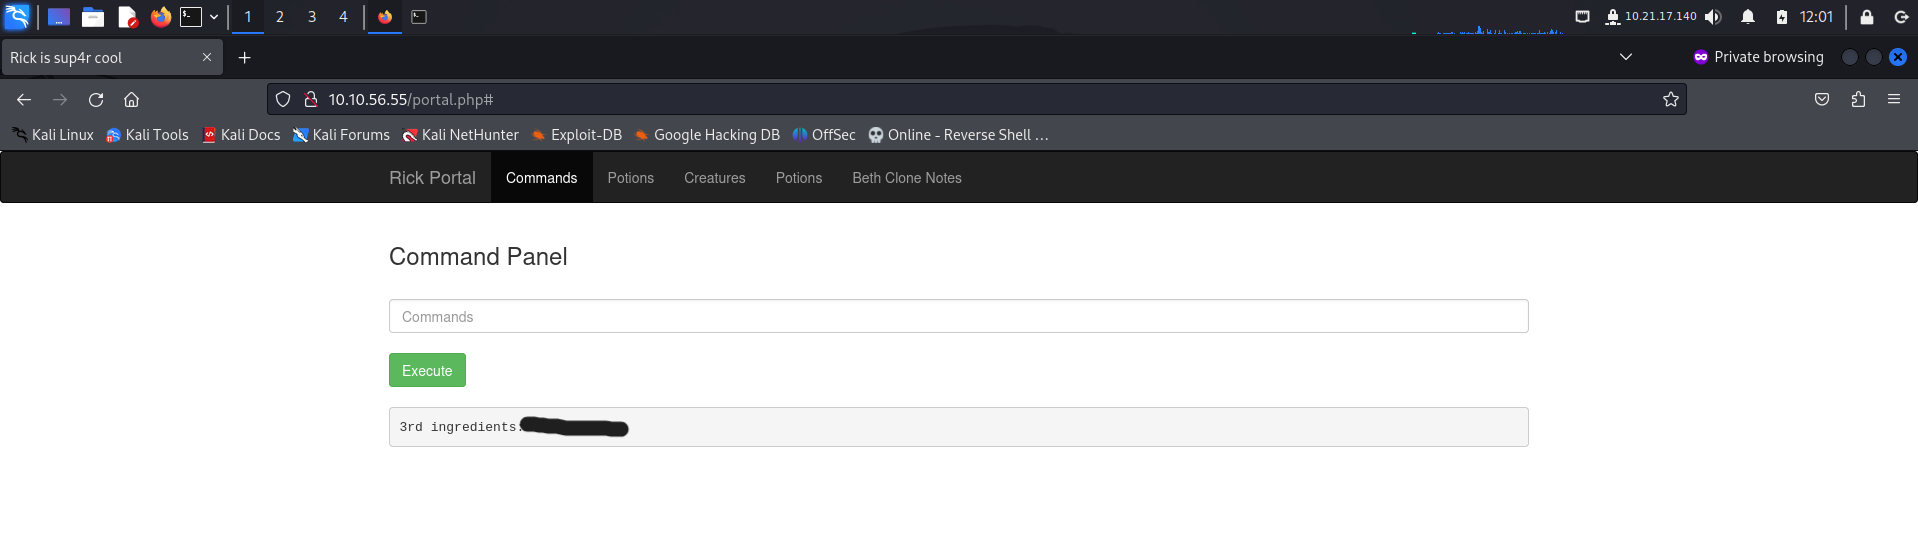 1 2 3 4 10.21.17.140 12:01
Rick is sup4r cool Private browsing
10.10.56.55/portal.php#
Kali Linux Kali Tools Kali Docs Kali Forums Kali NetHunter Exploit-DB Google Hacking DB OffSec Online - Reverse Shell ...
Rick Portal Commands Potions Creatures Potions Beth Clone Notes
Command Panel
Commands
Execute
3rd ingredients: